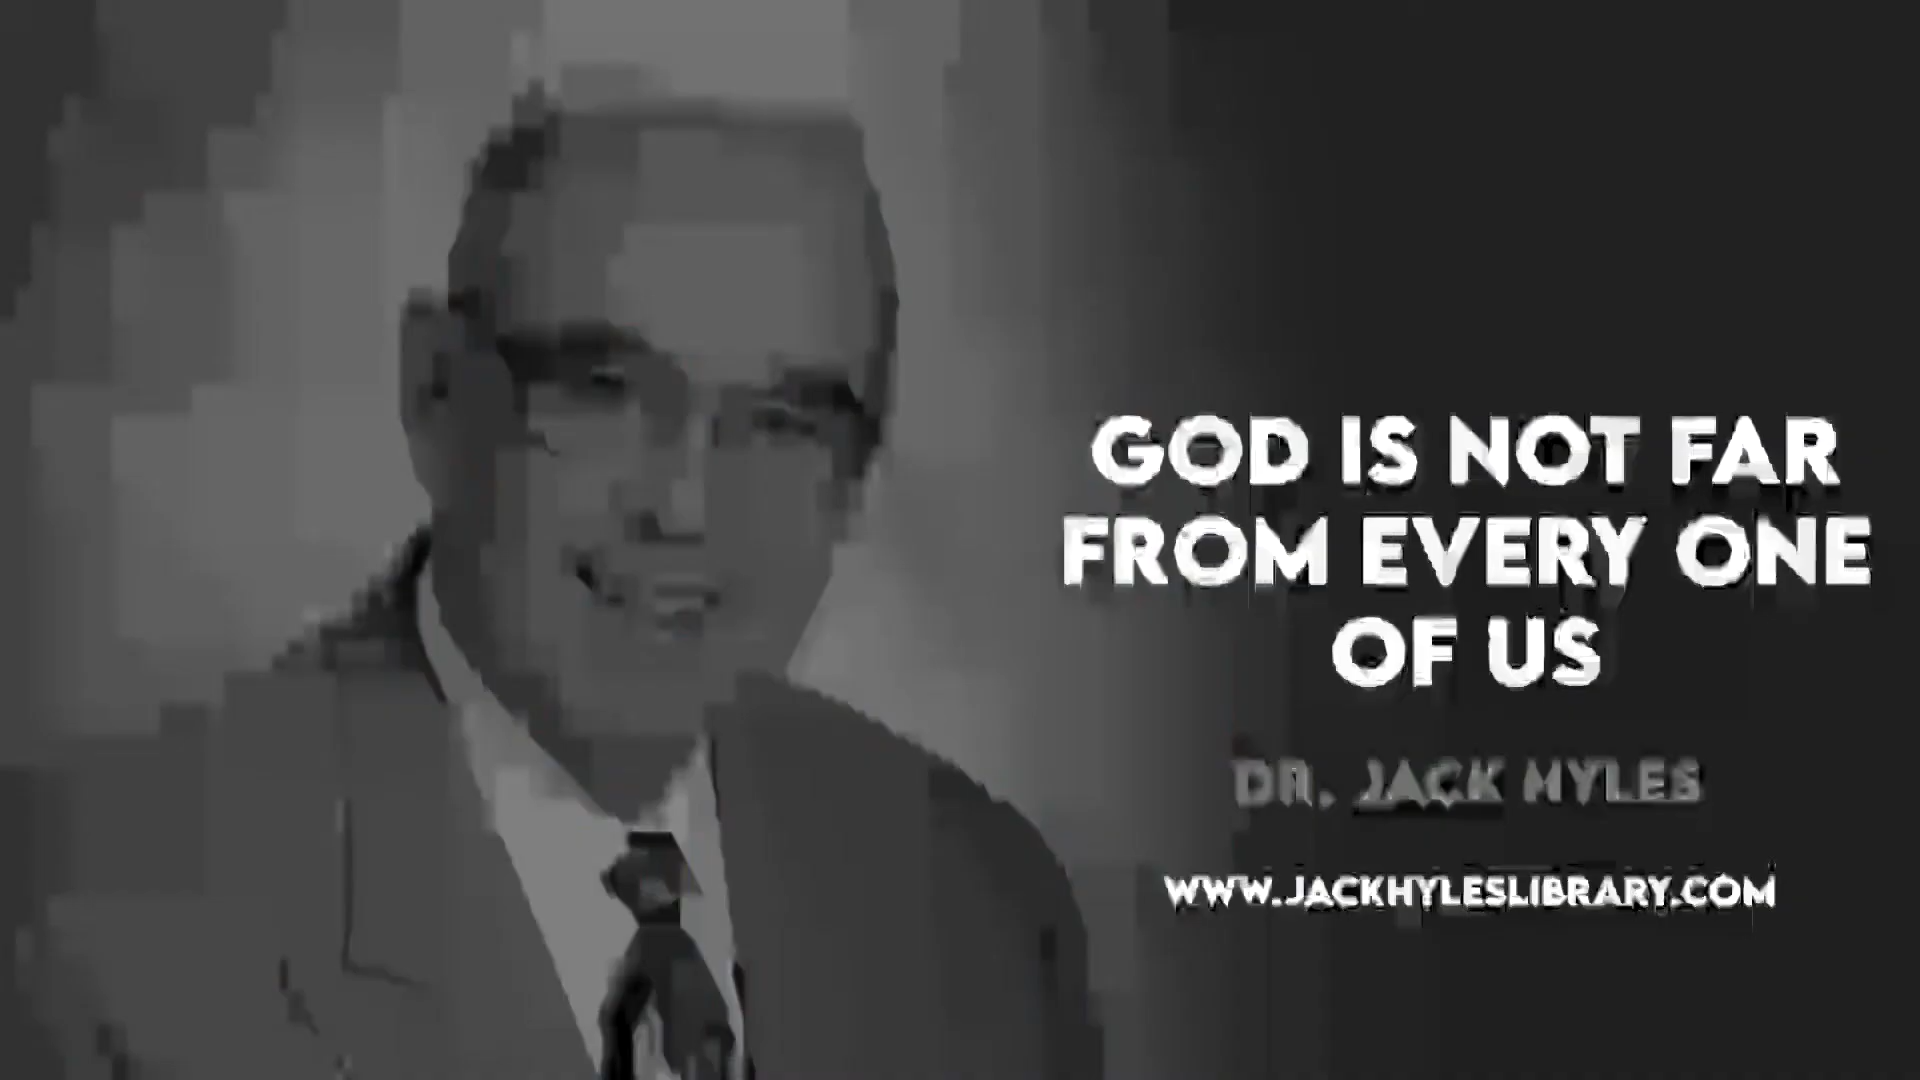 GOD IS NOT FAR
FROM EVERY ONE
OF US
DR. JACK HYLES
WWW.JACKHYLESLIBRARY.COM